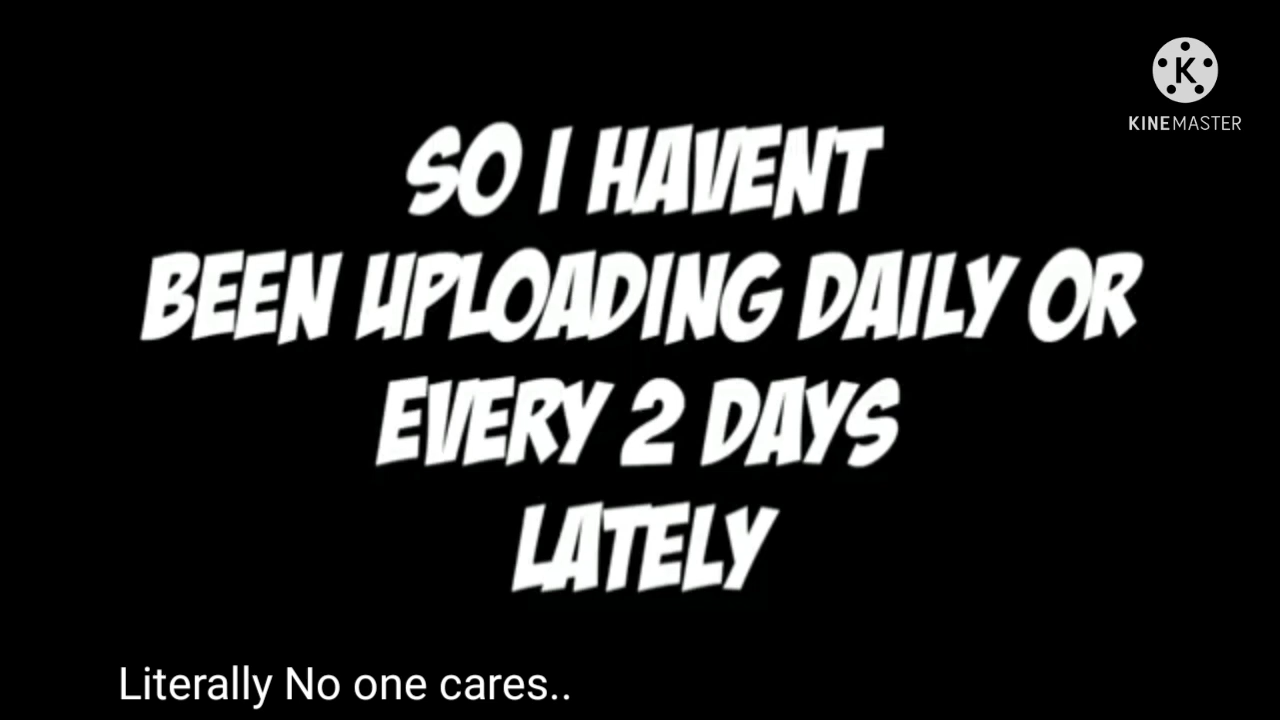 KINEMASTER
SO I HAVENT
BEEN UPLOADING DAILY OR
EVERY 2 DAYS
LATELY
Literally No one cares..